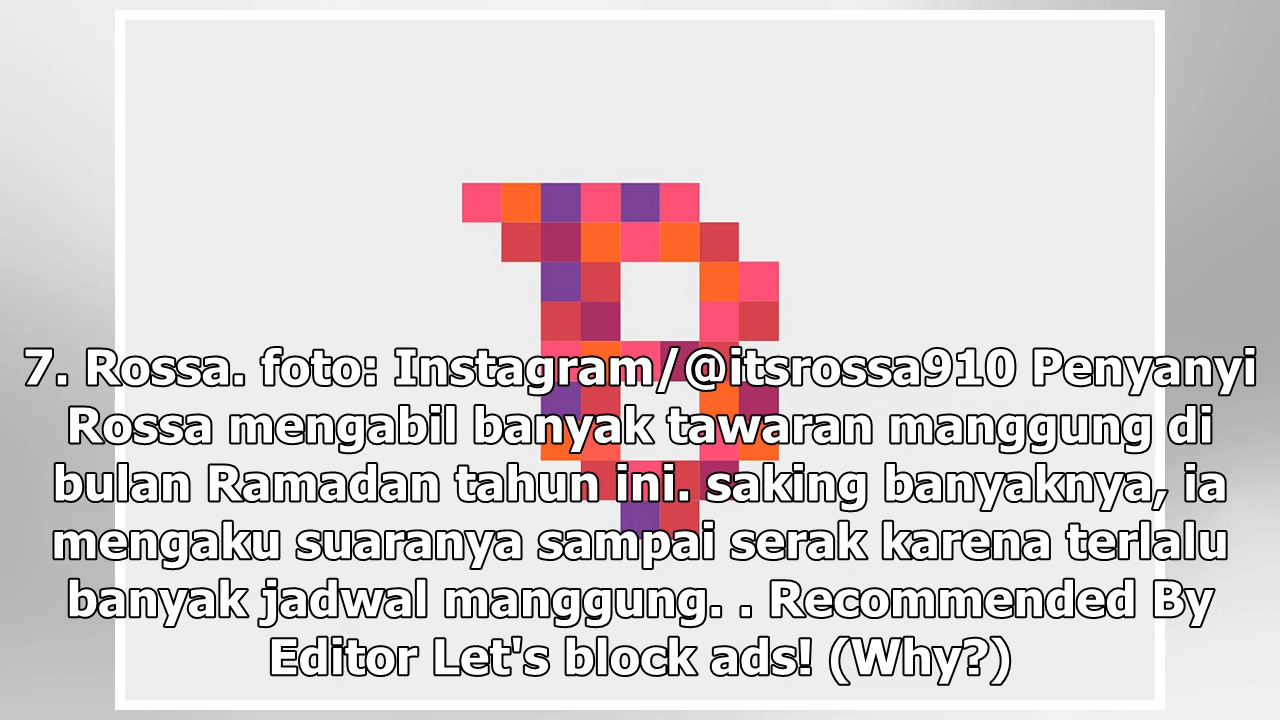 7. Rossa. foto: Instagram/@itsrossa910 Penyanyi
Rossa mengabil banyak tawaran manggung di
bulan Ramadan tahun ini. saking banyaknya, ia
mengaku suaranya sampai serak karena terlalu
banyak jadwal manggung. . Recommended By
Editor Let's block ads! (Why?)